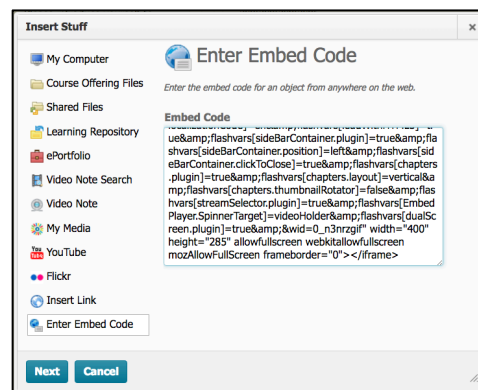 Insert Stuff
×
My Computer
Course Offering Files
Shared Files
Learning Repository
ePortfolio
Video Note Search
Video Note
My Media
You
Tube
YouTube
Flickr
Insert Link
Enter Embed Code
Enter Embed Code
Enter the embed code for an object from anywhere on the web.
Embed Code
ue&amp;flashvars[sideBarContainer.plugin]=true&amp;fla
shvars[sideBarContainer.position]=left&amp;flashvars[sid
eBarContainer.clickToClose]=true&amp;flashvars[chapters
.plugin]=true&amp;flashvars[chapters.layout]=vertical&a
mp;flashvars[chapters.thumbnailRotator]=false&amp;fla
shvars[streamSelector.plugin]=true&amp;flashvars[Embed
Player.SpinnerTarget]=videoHolder&amp;flashvars[dualSc
reen.plugin]=true&amp;&wid=0_n3nrzgif" width="400"
height="285" allowfullscreen webkitallowfullscreen
mozAllowFullScreen frameborder="0"></iframe>
Next
Cancel